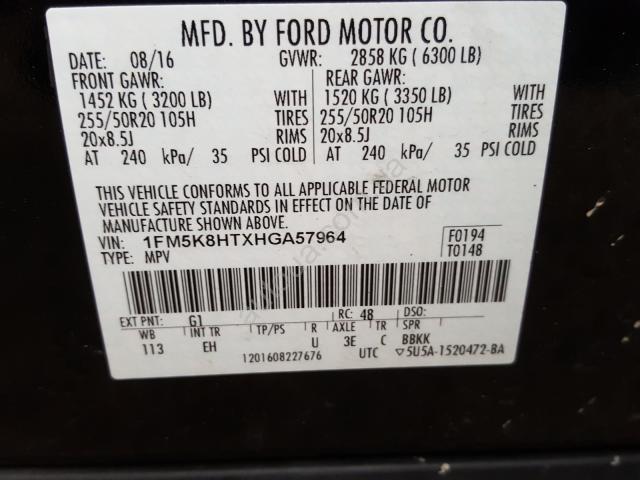 MFD. BY FORD MOTOR CO.
DATE: 08/16 GVWR: 2858 KG ( 6300 LB)
FRONT GAWR: REAR GAWR:
1452 KG ( 3200 LB) WITH 1520 KG ( 3350 LB) WITH
255/50R20 105H TIRES 255/50R20 105H TIRES
20x8.5J RIMS 20x8.5J RIMS
AT 240 kPa/ 35 PSI COLD AT 240 kPa/ 35 PSI COLD
THIS VEHICLE CONFORMS TO ALL APPLICABLE FEDERAL MOTOR
VEHICLE SAFETY STANDARDS IN EFFECT ON THE DATE OF
MANUFACTURE SHOWN ABOVE.
VIN: 1FM5K8HTXHGA57964 F0194
TYPE: MPV T0148
EXT PNT: G1 RC: 48 DSO:
WB INT TR TP/PS R AXLE TR SPR
113 EH U 3E C BBKK
1201608227676 UTC ▽5U5A-1520472-BA